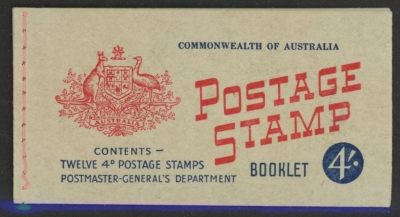 COMMONWEALTH OF AUSTRALIA
POSTAGE
STAMP
BOOKLET
4/-
AUSTRALIA
CONTENTS –
TWELVE 4D POSTAGE STAMPS
POSTMASTER-GENERAL'S DEPARTMENT